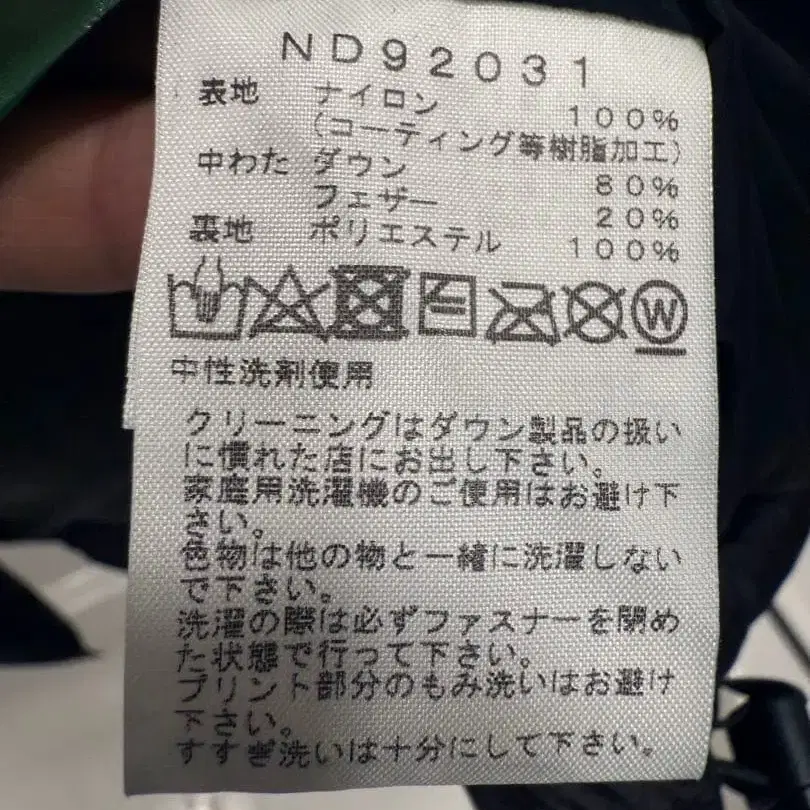 ND92031
表地 ナイロン 100%
(コーティング等樹脂加工)
中わた ダウン 80%
フェザー 20%
裏地 ポリエステル 100%
W
中性洗剤使用
クリーニングはダウン製品の扱い
に慣れた店にお出し下さい。
家庭用洗濯機のご使用はお避け下
さい。
色物は他の物と一緒に洗濯しない
で下さい。
洗濯の際は必ずファスナーを閉め
た状態で行って下さい。
プリント部分のもみ洗いはお避け
下さい。
すすぎ洗いは十分にして下さい。